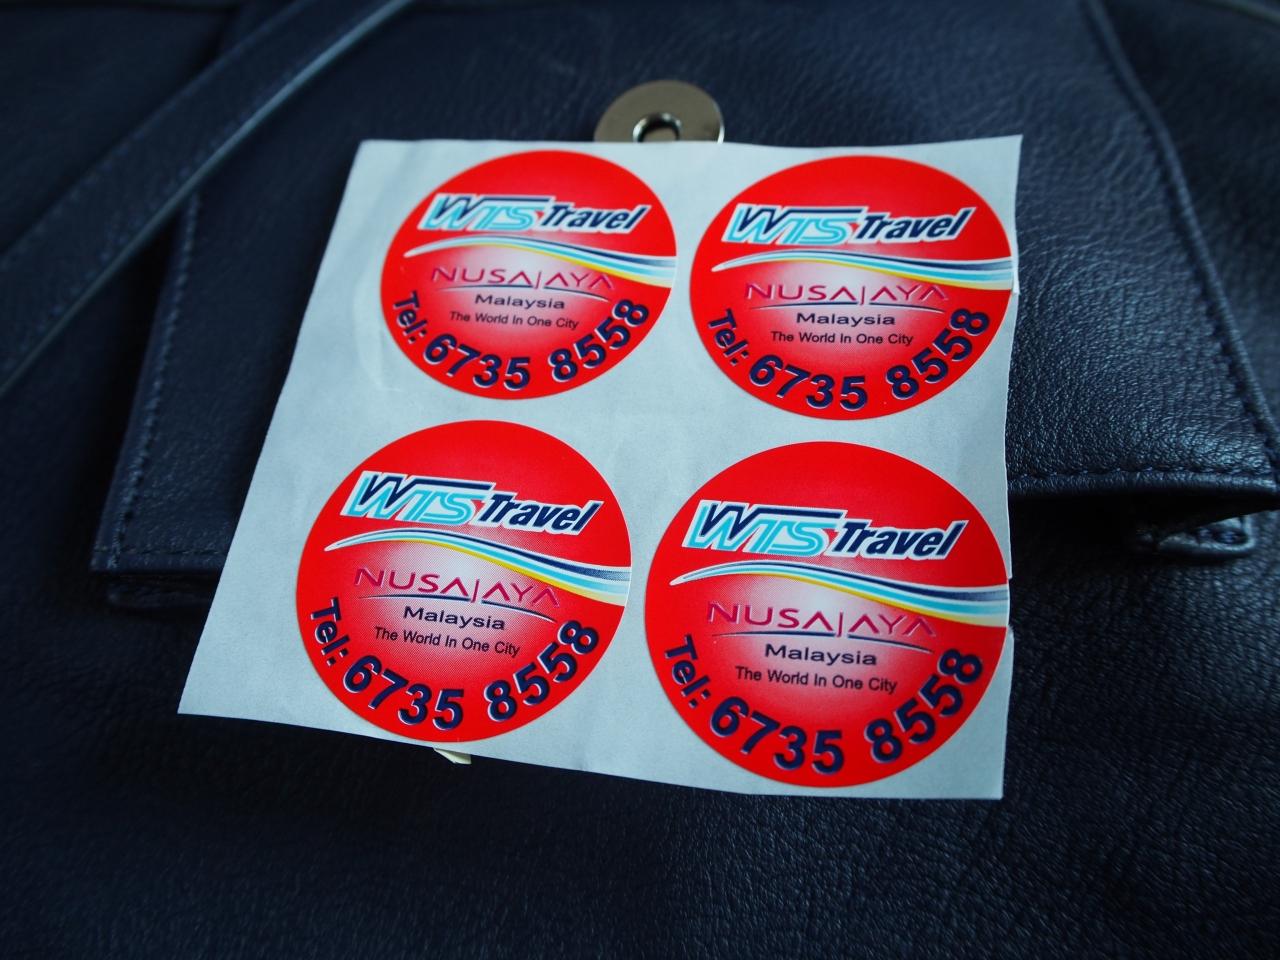 WTS Travel
NUSAJAYA
Malaysia
The World In One City
Tel: 6735 8558
WTS Travel
NUSAJAYA
Malaysia
The World In One City
Tel: 6735 8558
WTS Travel
NUSAJAYA
Malaysia
The World In One City
Tel: 6735 8558
WTS Travel
NUSAJAYA
Malaysia
The World In One City
Tel: 6735 8558